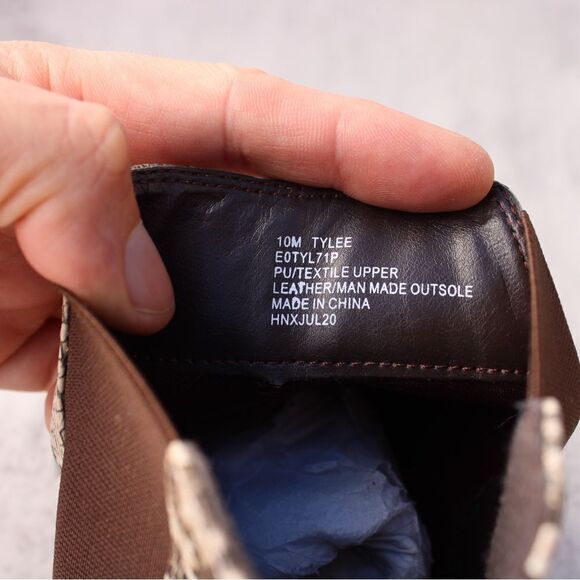 10M TYLEE
E0TYL71P
PU/TEXTILE UPPER
LEATHER/MAN MADE OUTSOLE
MADE IN CHINA
HNXJUL20